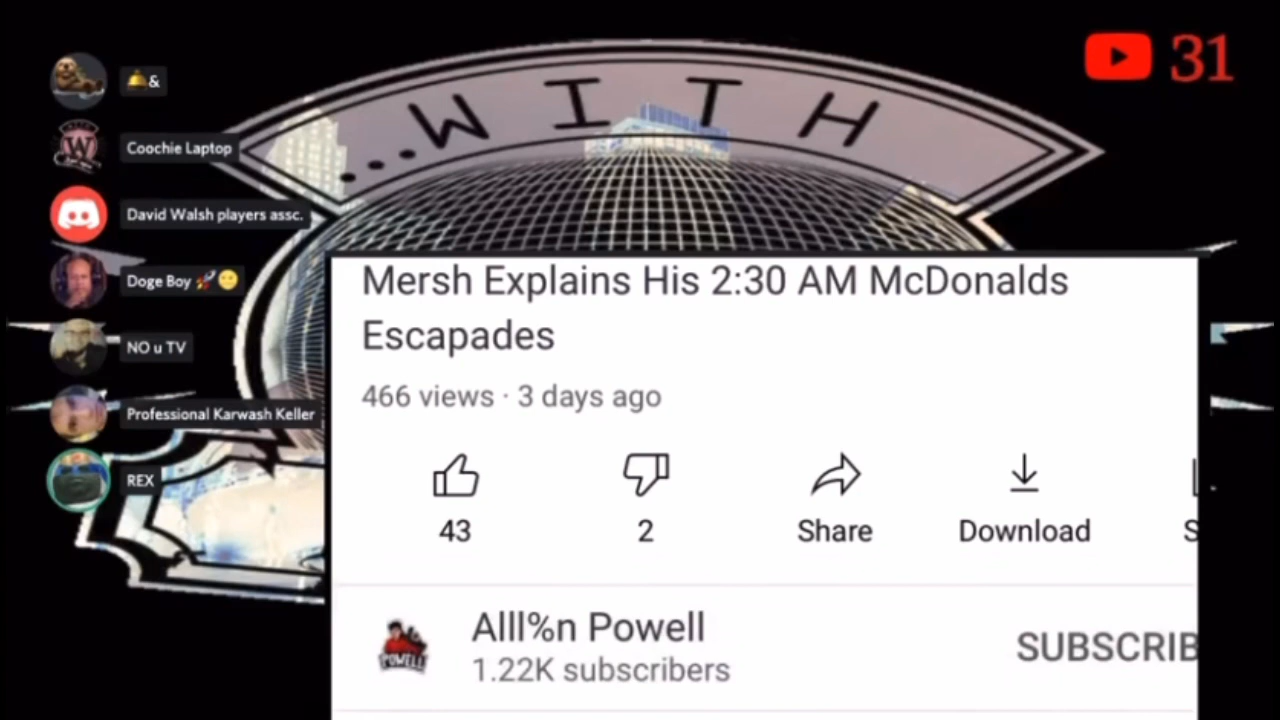 31
..WITH
🛎️&
Coochie Laptop
David Walsh players assc.
Doge Boy 🚀🙂
NO u TV
Professional Karwash Keller
REX
Mersh Explains His 2:30 AM McDonalds
Escapades
466 views · 3 days ago
43
2
Share
Download
S
Alll%n Powell
1.22K subscribers
SUBSCRIB
POWELL
W